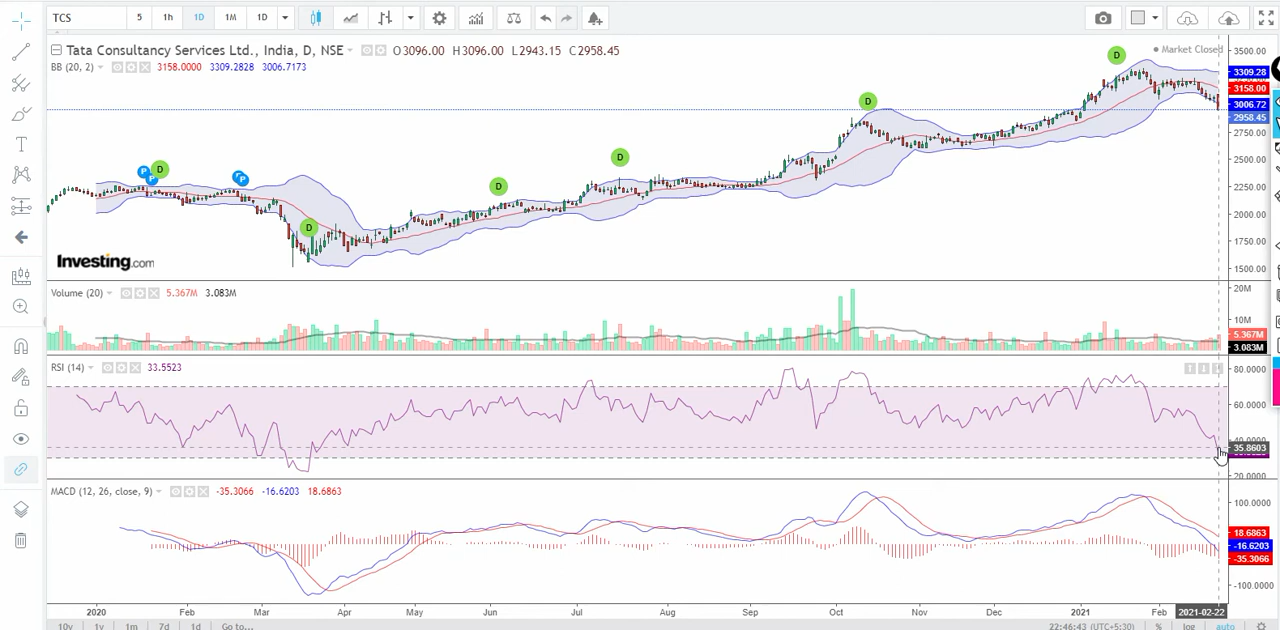 TCS 5 1h 1D 1M 1D
Tata Consultancy Services Ltd., India, D, NSE O3096.00 H3096.00 L2943.15 C2958.45
Market Closed
BB (20, 2) 3158.0000 3309.2828 3006.7173
3500.00
3309.28
3158.00
3006.72
2958.45
2750.00
2500.00
2250.00
2000.00
1750.00
1500.00
D
D
D
D
D
D
D
P
P
P
Investing.com
Volume (20) 5.367M 3.083M
20M
10M
5.367M
3.083M
RSI (14) 33.5523
80.0000
60.0000
40.0000
35.8603
20.0000
MACD (12, 26, close, 9) -35.3066 -16.6203 18.6863
100.0000
18.6863
-16.6203
-35.3066
-100.0000
2020 Feb Mar Apr May Jun Jul Aug Sep Oct Nov Dec 2021 Feb 2021-02-22
10y 1y 1m 7d 1d Go to... 22:46:43 (UTC+5:30) % log auto